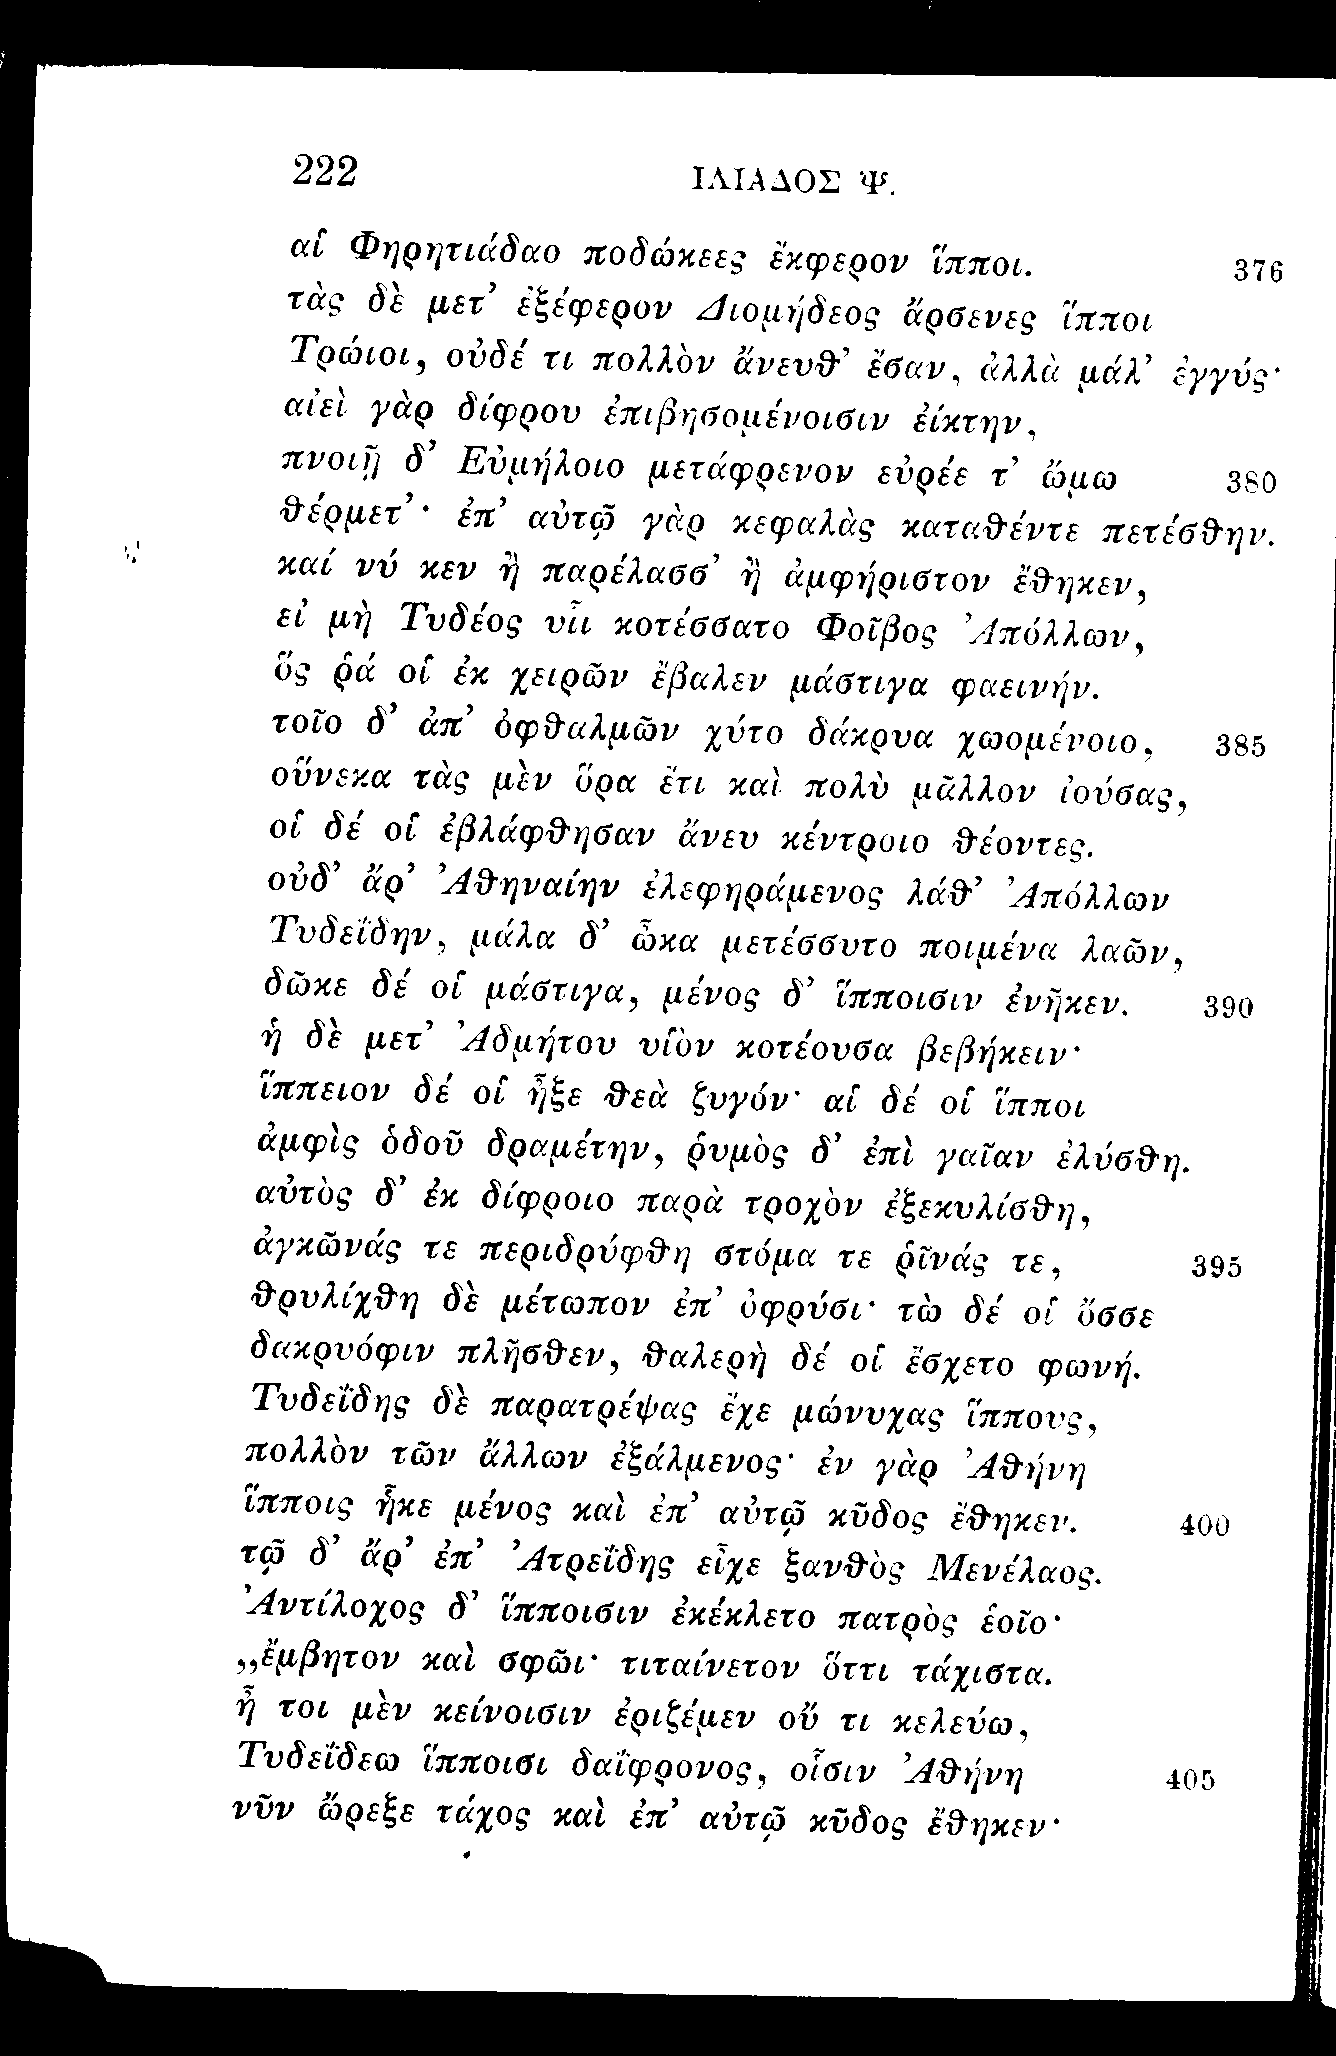 222 ΙΛΙΑΔΟΣ Ψ.
αἱ Φηρητιάδαο ποδώκεες ἔκφερον ἵπποι. 376
τὰς δὲ μετ’ ἐξέφερον Διομήδεος ἄρσενες ἵπποι
Τρώιοι, οὐδέ τι πολλὸν ἄνευθ’ ἔσαν, ἀλλὰ μάλ’ ἐγγύς·
αἰεὶ γὰρ δίφρου ἐπιβησομένοισιν ἐίκτην,
πνοιῇ δ’ Εὐμήλοιο μετάφρενον εὐρέε τ’ ὤμω 380
θέρμετ’· ἐπ’ αὐτῷ γὰρ κεφαλὰς καταθέντε πετέσθην.
καί νύ κεν ἢ παρέλασσ’ ἢ ἀμφήριστον ἔθηκεν,
εἰ μὴ Τυδέος υἷι κοτέσσατο Φοῖβος Ἀπόλλων,
ὅς ῥά οἱ ἐκ χειρῶν ἔβαλεν μάστιγα φαεινήν.
τοῖο δ’ ἀπ’ ὀφθαλμῶν χύτο δάκρυα χωομένοιο, 385
οὕνεκα τὰς μὲν ὅρα ἔτι καὶ πολὺ μᾶλλον ἰούσας,
οἱ δέ οἱ ἐβλάφθησαν ἄνευ κέντροιο θέοντες.
οὐδ’ ἄρ’ Ἀθηναίην ἐλεφηράμενος λάθ’ Ἀπόλλων
Τυδεΐδην, μάλα δ’ ὦκα μετέσσυτο ποιμένα λαῶν,
δῶκε δέ οἱ μάστιγα, μένος δ’ ἵπποισιν ἐνῆκεν. 390
ἡ δὲ μετ’ Ἀδμήτου υἱὸν κοτέουσα βεβήκειν·
ἵππειον δέ οἱ ἦξε θεὰ ζυγόν· αἱ δέ οἱ ἵπποι
ἀμφὶς ὁδοῦ δραμέτην, ῥυμὸς δ’ ἐπὶ γαῖαν ἐλύσθη.
αὐτὸς δ’ ἐκ δίφροιο παρὰ τροχὸν ἐξεκυλίσθη,
ἀγκῶνάς τε περιδρύφθη στόμα τε ῥῖνάς τε, 395
θρυλίχθη δὲ μέτωπον ἐπ’ ὀφρύσι· τὼ δέ οἱ ὄσσε
δακρυόφιν πλῆσθεν, θαλερὴ δέ οἱ ἔσχετο φωνή.
Τυδεΐδης δὲ παρατρέψας ἔχε μώνυχας ἵππους,
πολλὸν τῶν ἄλλων ἐξάλμενος· ἐν γὰρ Ἀθήνη
ἵπποις ἧκε μένος καὶ ἐπ’ αὐτῷ κῦδος ἔθηκεν. 400
τῷ δ’ ἄρ’ ἐπ’ Ἀτρεΐδης εἶχε ξανθὸς Μενέλαος.
Ἀντίλοχος δ’ ἵπποισιν ἐκέκλετο πατρὸς ἑοῖο·
„ἔμβητον καὶ σφῶι· τιταίνετον ὅττι τάχιστα.
ἦ τοι μὲν κείνοισιν ἐριζέμεν οὔ τι κελεύω,
Τυδεΐδεω ἵπποισι δαΐφρονος, οἷσιν Ἀθήνη 405
νῦν ὤρεξε τάχος καὶ ἐπ’ αὐτῷ κῦδος ἔθηκεν·